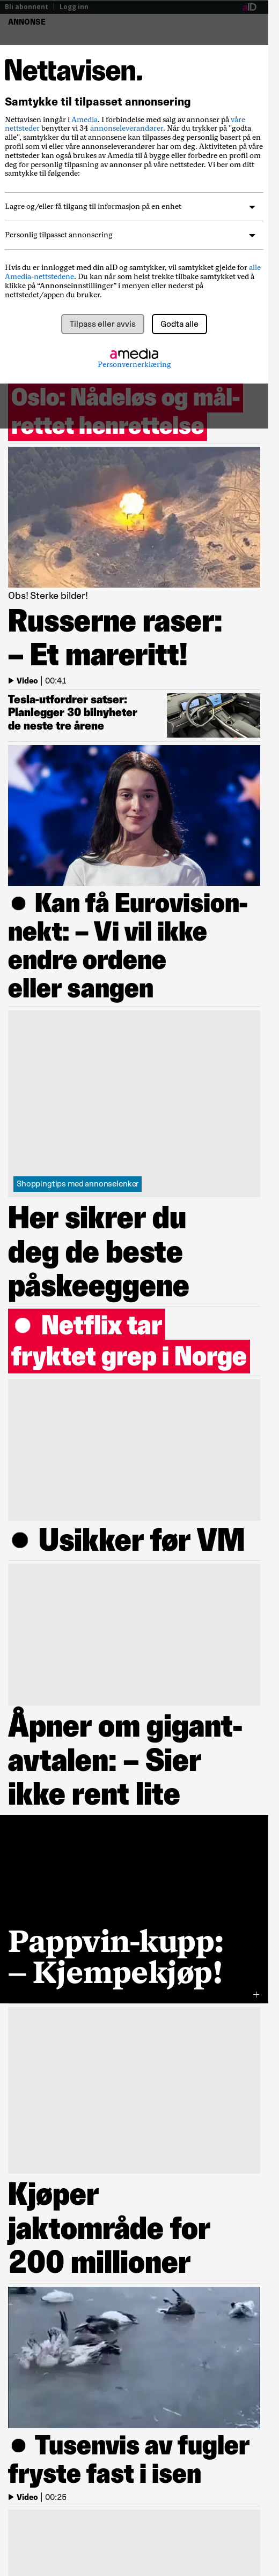 Bli abonnent | Logg inn
aID
ANNONSE
Nettavisen.
Samtykke til tilpasset annonsering
Nettavisen inngår i Amedia. I forbindelse med salg av annonser på våre
nettsteder benytter vi 34 annonseleverandører. Når du trykker på "godta
alle", samtykker du til at annonsene kan tilpasses deg personlig basert på en
profil som vi eller våre annonseleverandører har om deg. Aktiviteten på våre
nettsteder kan også brukes av Amedia til å bygge eller forbedre en profil om
deg for personlig tilpassing av annonser på våre nettsteder. Vi ber om ditt
samtykke til følgende:
Lagre og/eller få tilgang til informasjon på en enhet
Personlig tilpasset annonsering
Hvis du er innlogget med din aID og samtykker, vil samtykket gjelde for alle
Amedia-nettstedene. Du kan når som helst trekke tilbake samtykket ved å
klikke på “Annonseinnstillinger” i menyen eller nederst på
nettstedet/appen du bruker.
Tilpass eller avvis
Godta alle
amedia
Personvernerklæring
Oslo: Nådeløs og mål-
rettet henrettelse
Obs! Sterke bilder!
Russerne raser:
– Et mareritt!
Video | 00:41
Tesla-utfordrer satser:
Planlegger 30 bilnyheter
de neste tre årene
● Kan få Eurovision-
nekt: – Vi vil ikke
endre ordene
eller sangen
Shoppingtips med annonselenker
Her sikrer du
deg de beste
påskeeggene
● Netflix tar
fryktet grep i Norge
● Usikker før VM
Åpner om gigant-
avtalen: – Sier
ikke rent lite
Pappvin-kupp:
– Kjempekjøp!
+
Kjøper
jaktområde for
200 millioner
● Tusenvis av fugler
fryste fast i isen
Video | 00:25